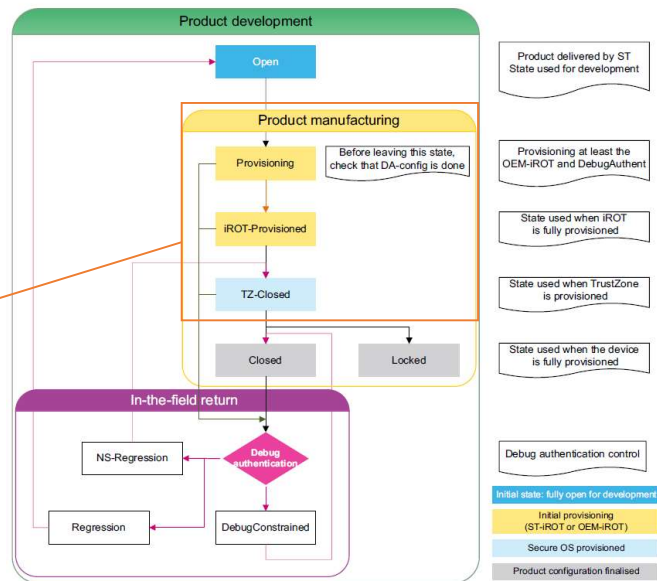 Product development
Open
Product delivered by ST
State used for development
Product manufacturing
Provisioning
Before leaving this state,
check that DA-config is done
Provisioning at least the
OEM-iROT and DebugAuthent
iROT-Provisioned
State used when iROT
is fully provisioned
TZ-Closed
State used when TrustZone
is provisioned
Closed
Locked
State used when the device
is fully provisioned
In-the-field return
NS-Regression
Debug
authentication
Debug authentication control
Regression
DebugConstrained
Initial state: fully open for development
Initial provisioning
(ST-iROT or OEM-iROT)
Secure OS provisioned
Product configuration finalised